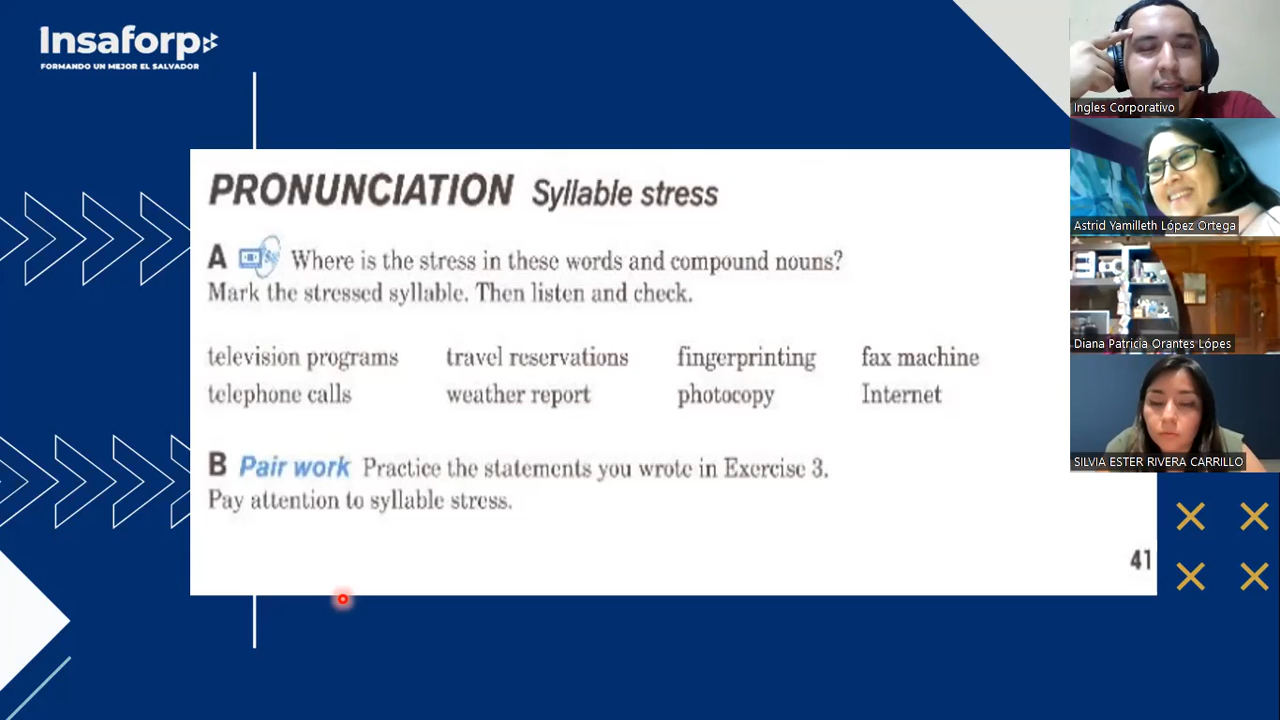 Insaforp
FORMANDO UN MEJOR EL SALVADOR
PRONUNCIATION Syllable stress
A Where is the stress in these words and compound nouns?
Mark the stressed syllable. Then listen and check.
television programs travel reservations fingerprinting fax machine
telephone calls weather report photocopy Internet
B Pair work Practice the statements you wrote in Exercise 3.
Pay attention to syllable stress.
41
Ingles Corporativo
Astrid Yamilleth López Ortega
Diana Patricia Orantes Lópes
SILVIA ESTER RIVERA CARRILLO